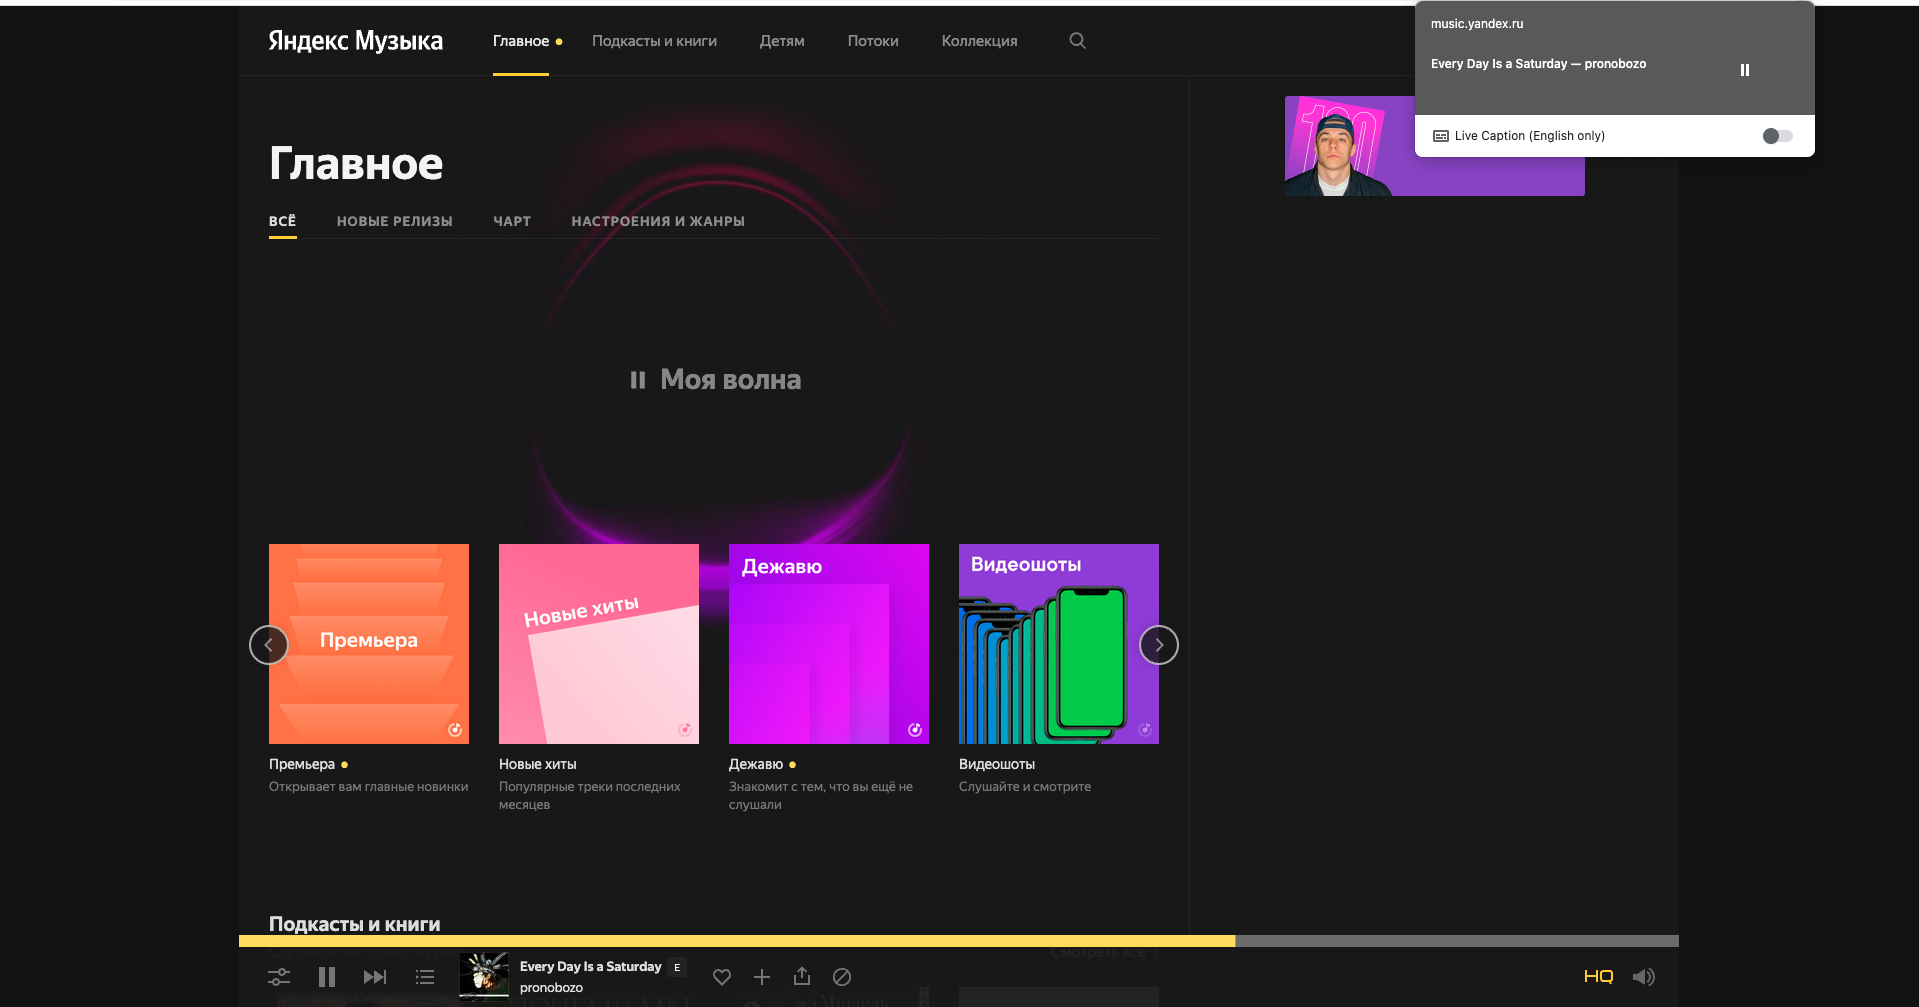 Яндекс Музыка
Главное
Подкасты и книги
Детям
Потоки
Коллекция
music.yandex.ru
Every Day Is a Saturday — pronobozo
Live Caption (English only)
Главное
ВСЁ
НОВЫЕ РЕЛИЗЫ
ЧАРТ
НАСТРОЕНИЯ И ЖАНРЫ
Моя волна
Премьера
Новые хиты
Дежавю
Видеошоты
Премьера
Открывает вам главные новинки
Новые хиты
Популярные треки последних
месяцев
Дежавю
Знакомит с тем, что вы ещё не
слушали
Видеошоты
Слушайте и смотрите
Подкасты и книги
Смотреть все
Every Day Is a Saturday E
pronobozo
HQ